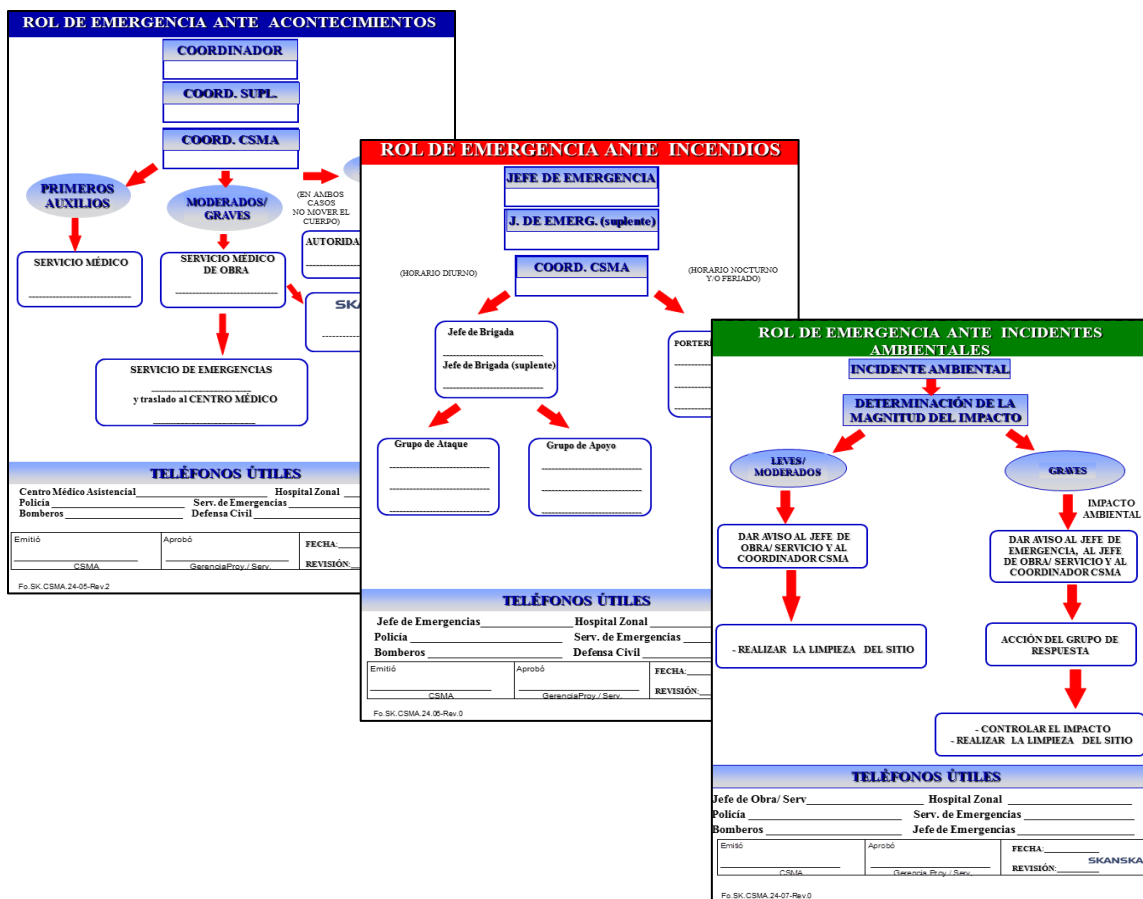 ROL DE EMERGENCIA ANTE ACONTECIMIENTOS
COORDINADOR
COORD. SUPL.
COORD. CSMA
PRIMEROS
AUXILIOS
MODERADOS/
GRAVES
(EN AMBOS
CASOS
NO MOVER EL
CUERPO)
SERVICIO MÉDICO
SERVICIO MÉDICO
DE OBRA
AUTORIDA
SKA
SERVICIO DE EMERGENCIAS
y traslado al CENTRO MÉDICO
TELÉFONOS ÚTILES
Centro Médico Asistencial Hospital Zonal
Policía Serv. de Emergencias
Bomberos Defensa Civil
Emitió Aprobó FECHA:
CSMA GerenciaProy./ Serv. REVISIÓN:
Fo.SK.CSMA.24-05-Rev.2
ROL DE EMERGENCIA ANTE INCENDIOS
JEFE DE EMERGENCIA
J. DE EMERG. (suplente)
COORD. CSMA
(HORARIO DIURNO)
(HORARIO NOCTURNO
Y/O FERIADO)
Jefe de Brigada
Jefe de Brigada (suplente)
PORTER
Grupo de Ataque
Grupo de Apoyo
TELÉFONOS ÚTILES
Jefe de Emergencias Hospital Zonal
Policía Serv. de Emergencias
Bomberos Defensa Civil
Emitió Aprobó FECHA:
CSMA GerenciaProy./ Serv. REVISIÓN:
Fo.SK.CSMA.24.06-Rev.0
ROL DE EMERGENCIA ANTE INCIDENTES
AMBIENTALES
INCIDENTE AMBIENTAL
DETERMINACIÓN DE LA
MAGNITUD DEL IMPACTO
LEVES/
MODERADOS
GRAVES
IMPACTO
AMBIENTAL
DAR AVISO AL JEFE DE
OBRA/ SERVICIO Y AL
COORDINADOR CSMA
DAR AVISO AL JEFE DE
EMERGENCIA, AL JEFE
DE OBRA/ SERVICIO Y AL
COORDINADOR CSMA
- REALIZAR LA LIMPIEZA DEL SITIO
ACCIÓN DEL GRUPO DE
RESPUESTA
- CONTROLAR EL IMPACTO
- REALIZAR LA LIMPIEZA DEL SITIO
TELÉFONOS ÚTILES
Jefe de Obra/ Serv Hospital Zonal
Policía Serv. de Emergencias
Bomberos Jefe de Emergencias
Emitió Aprobó FECHA:
SKANSKA
CSMA Gerencia Proy./ Serv. REVISIÓN:
Fo.SK.CSMA.24-07-Rev.0